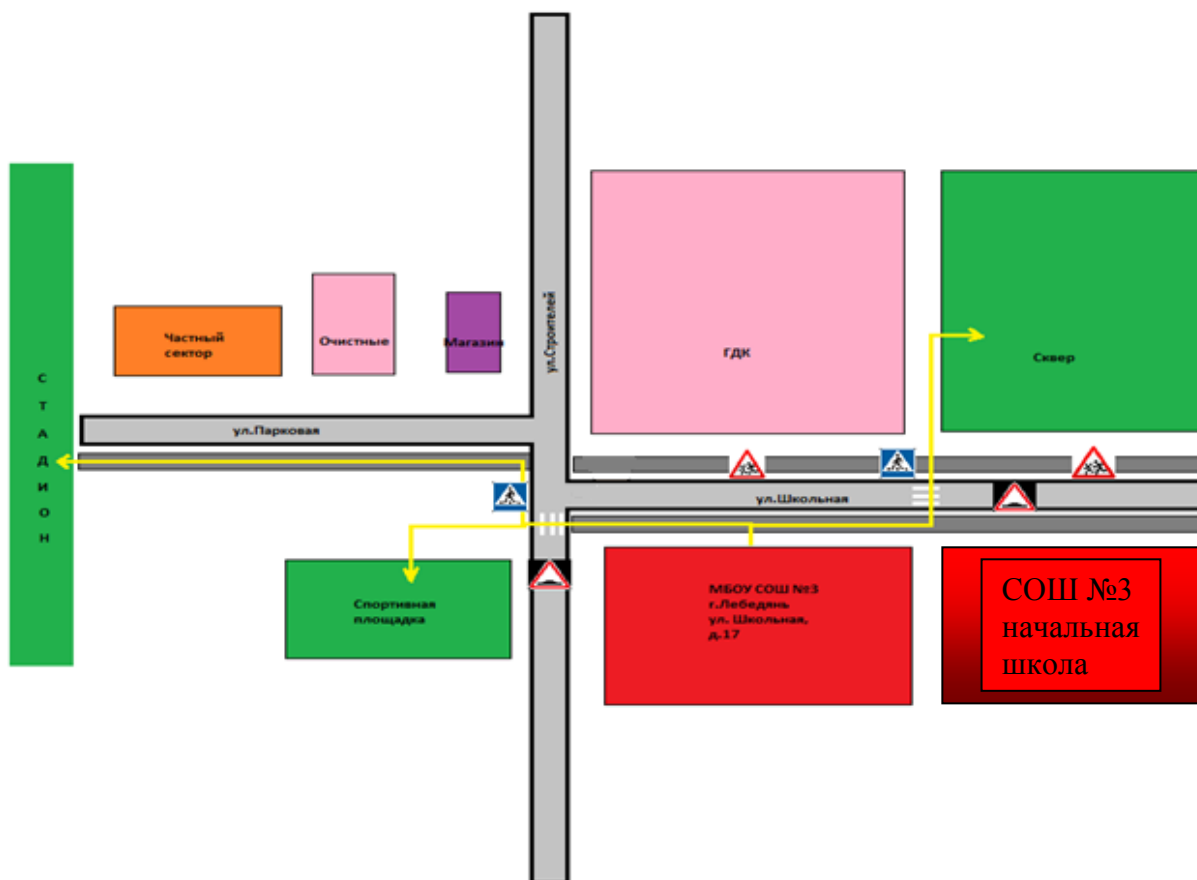 СТАДИОН
Частный
сектор
Очистные
Магазин
ул.Строителей
ГДК
Сквер
ул.Парковая
ул.Школьная
Спортивная
площадка
МБОУ СОШ №3
г.Лебедянь
ул. Школьная,
д.17
СОШ №3
начальная
школа